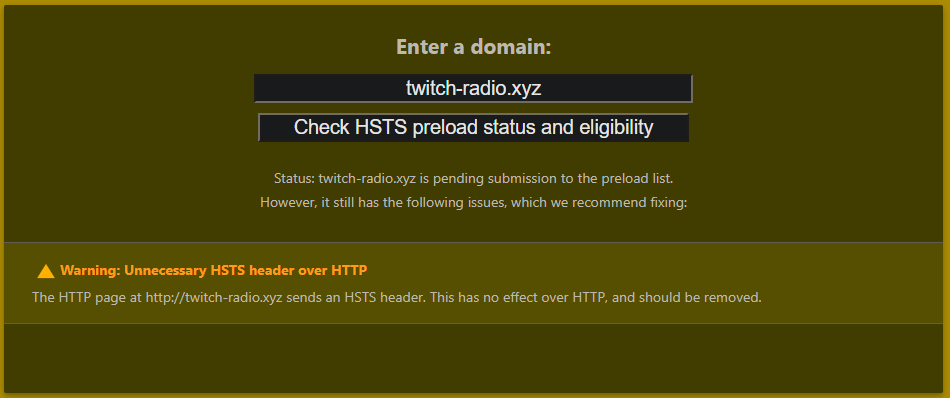 Enter a domain:
twitch-radio.xyz
Check HSTS preload status and eligibility
Status: twitch-radio.xyz is pending submission to the preload list.
However, it still has the following issues, which we recommend fixing:
Warning: Unnecessary HSTS header over HTTP
The HTTP page at http://twitch-radio.xyz sends an HSTS header. This has no effect over HTTP, and should be removed.